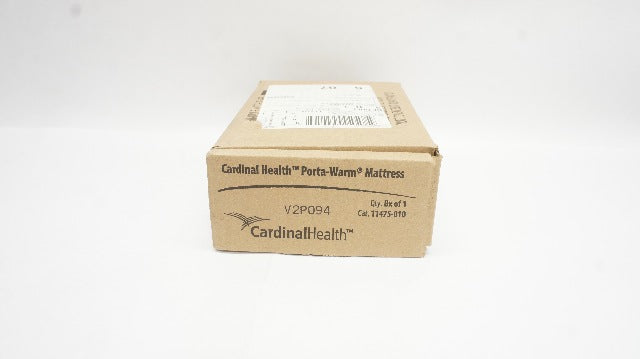 Cardinal Health™ Porta-Warm® Mattress
V2P094
Qty. Bx of 1
Cat. 11475-010
CardinalHealth™